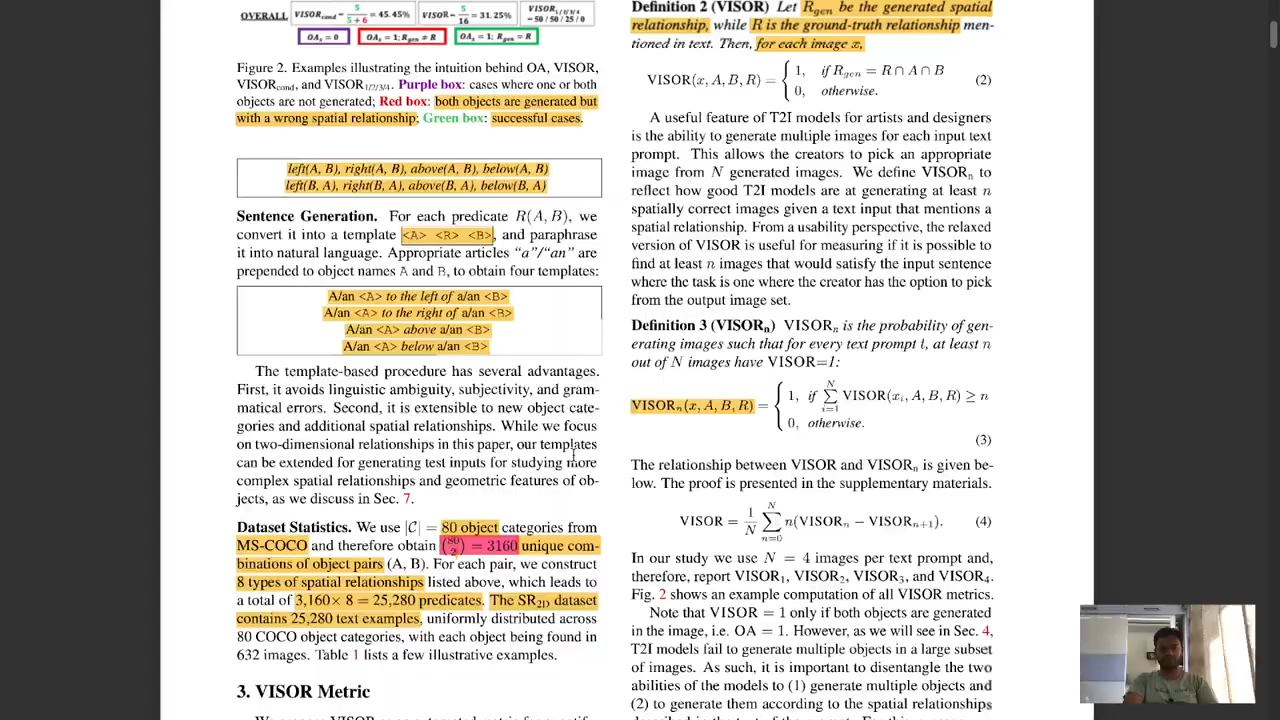 OVERALL
VISOR_cond = 5/(5+6) = 45.45%
VISOR = 5/16 = 31.25%
VISOR_1/2/3/4 = 50 / 50 / 25 / 0
OA_s = 0
OA_s = 1; R_gen ≠ R
OA_s = 1; R_gen = R
Figure 2. Examples illustrating the intuition behind OA, VISOR,
VISOR_cond, and VISOR_1/2/3/4. Purple box: cases where one or both
objects are not generated; Red box: both objects are generated but
with a wrong spatial relationship; Green box: successful cases.
left(A, B), right(A, B), above(A, B), below(A, B)
left(B, A), right(B, A), above(B, A), below(B, A)
Sentence Generation. For each predicate R(A, B), we
convert it into a template <A> <R> <B>, and paraphrase
it into natural language. Appropriate articles “a”/“an” are
prepended to object names A and B, to obtain four templates:
A/an <A> to the left of a/an <B>
A/an <A> to the right of a/an <B>
A/an <A> above a/an <B>
A/an <A> below a/an <B>
The template-based procedure has several advantages.
First, it avoids linguistic ambiguity, subjectivity, and gram-
matical errors. Second, it is extensible to new object cate-
gories and additional spatial relationships. While we focus
on two-dimensional relationships in this paper, our templates
can be extended for generating test inputs for studying more
complex spatial relationships and geometric features of ob-
jects, as we discuss in Sec. 7.
Dataset Statistics. We use |C| = 80 object categories from
MS-COCO and therefore obtain (80 2) = 3160 unique com-
binations of object pairs (A, B). For each pair, we construct
8 types of spatial relationships listed above, which leads to
a total of 3,160× 8 = 25,280 predicates. The SR_2D dataset
contains 25,280 text examples, uniformly distributed across
80 COCO object categories, with each object being found in
632 images. Table 1 lists a few illustrative examples.
3. VISOR Metric
Definition 2 (VISOR) Let R_gen be the generated spatial
relationship, while R is the ground-truth relationship men-
tioned in text. Then, for each image x,
VISOR(x, A, B, R) = { 1, if R_gen = R ∩ A ∩ B
0, otherwise. (2)
A useful feature of T2I models for artists and designers
is the ability to generate multiple images for each input text
prompt. This allows the creators to pick an appropriate
image from N generated images. We define VISOR_n to
reflect how good T2I models are at generating at least n
spatially correct images given a text input that mentions a
spatial relationship. From a usability perspective, the relaxed
version of VISOR is useful for measuring if it is possible to
find at least n images that would satisfy the input sentence
where the task is one where the creator has the option to pick
from the output image set.
Definition 3 (VISOR_n) VISOR_n is the probability of gen-
erating images such that for every text prompt t, at least n
out of N images have VISOR=1:
VISOR_n(x, A, B, R) = { 1, if ∑_{i=1}^{N} VISOR(x_i, A, B, R) ≥ n
0, otherwise.
(3)
The relationship between VISOR and VISOR_n is given be-
low. The proof is presented in the supplementary materials.
VISOR = 1/N ∑_{n=0}^{N} n(VISOR_n − VISOR_n+1). (4)
In our study we use N = 4 images per text prompt and,
therefore, report VISOR_1, VISOR_2, VISOR_3, and VISOR_4.
Fig. 2 shows an example computation of all VISOR metrics.
Note that VISOR = 1 only if both objects are generated
in the image, i.e. OA = 1. However, as we will see in Sec. 4,
T2I models fail to generate multiple objects in a large subset
of images. As such, it is important to disentangle the two
abilities of the models to (1) generate multiple objects and
(2) to generate them according to the spatial relationships